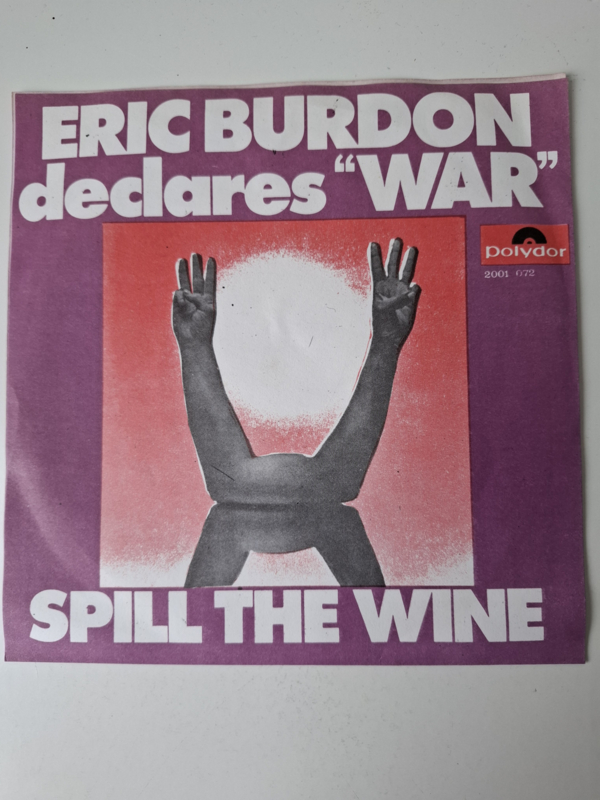 ERIC BURDON
declares “WAR”
polydor
2001 072
SPILL THE WINE